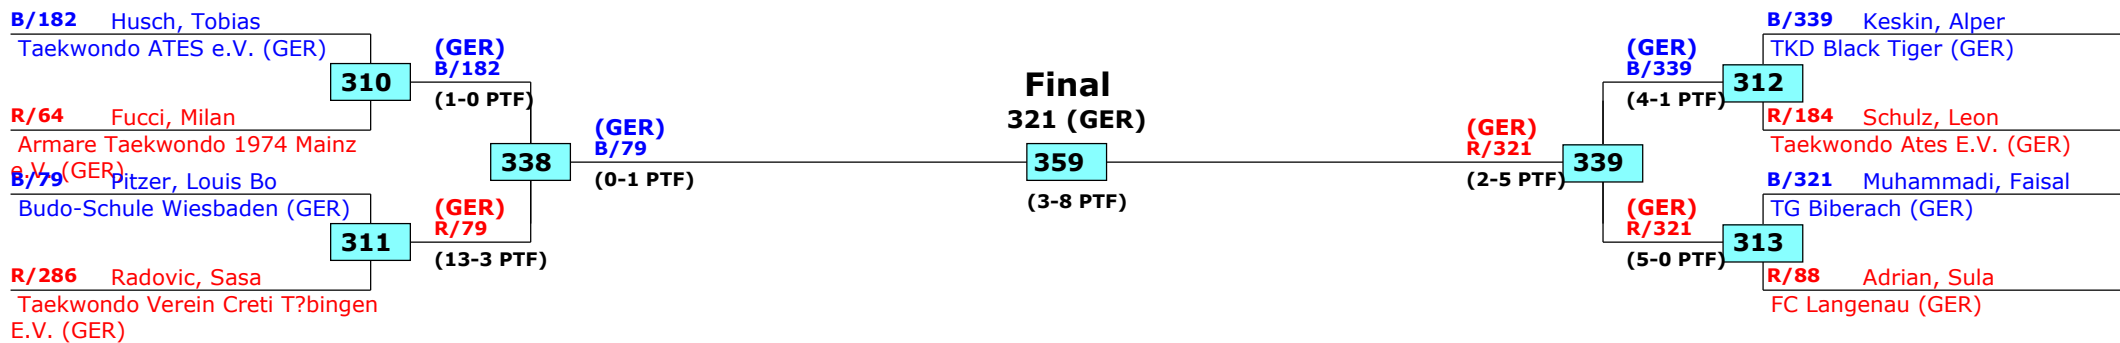 B/182 Husch, Tobias
Taekwondo ATES e.V. (GER)
310
R/64 Fucci, Milan
Armare Taekwondo 1974 Mainz
e.V. (GER)
B/79 Pitzer, Louis Bo
Budo-Schule Wiesbaden (GER)
311
R/286 Radovic, Sasa
Taekwondo Verein Creti T?bingen
E.V. (GER)
(GER)
B/182
(1-0 PTF)
338
(GER)
R/79
(13-3 PTF)
(GER)
B/79
(0-1 PTF)
Final
321 (GER)
359
(3-8 PTF)
(GER)
R/321
(2-5 PTF)
339
(GER)
B/339
(4-1 PTF)
(GER)
R/321
(5-0 PTF)
B/339 Keskin, Alper
TKD Black Tiger (GER)
312
R/184 Schulz, Leon
Taekwondo Ates E.V. (GER)
B/321 Muhammadi, Faisal
TG Biberach (GER)
313
R/88 Adrian, Sula
FC Langenau (GER)